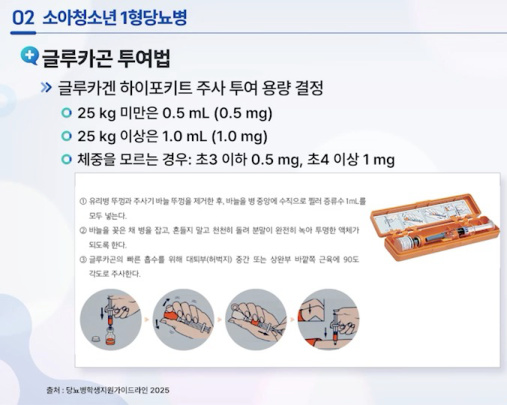 02 소아청소년 1형당뇨병
글루카곤 투여법
글루카겐 하이포키트 주사 투여 용량 결정
25 kg 미만은 0.5 mL (0.5 mg)
25 kg 이상은 1.0 mL (1.0 mg)
체중을 모르는 경우: 초3 이하 0.5 mg, 초4 이상 1 mg
① 유리병 뚜껑과 주사기 바늘 뚜껑을 제거한 후, 바늘을 병 중앙에 수직으로 찔러 증류수 1mL를
모두 넣는다.
② 바늘을 꽂은 채 병을 잡고, 흔들지 말고 천천히 돌려 분말이 완전히 녹아 투명한 액체가
되도록 한다.
③ 글루카곤의 빠른 흡수를 위해 대퇴부(허벅지) 중간 또는 상완부 바깥쪽 근육에 90도
각도로 주사한다.
출처 : 당뇨병학생지원가이드라인 2025